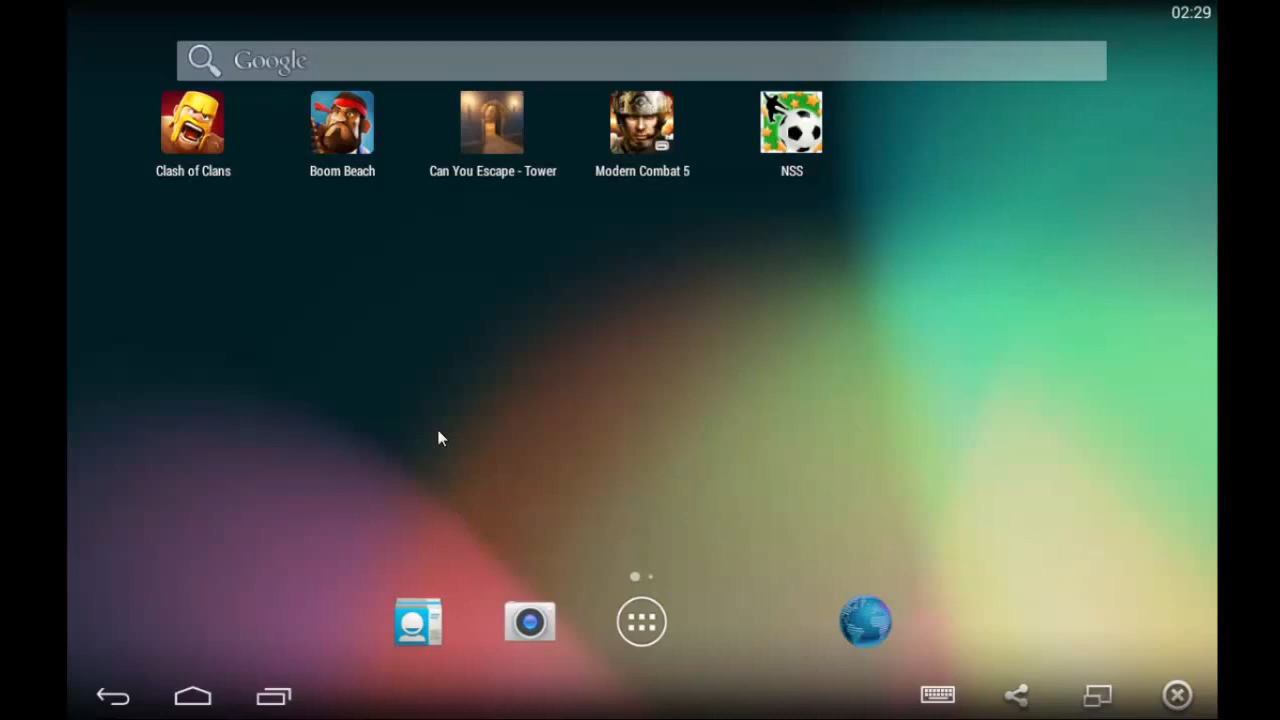 02:29
Google
Clash of Clans
Boom Beach
Can You Escape - Tower
Modern Combat 5
NSS